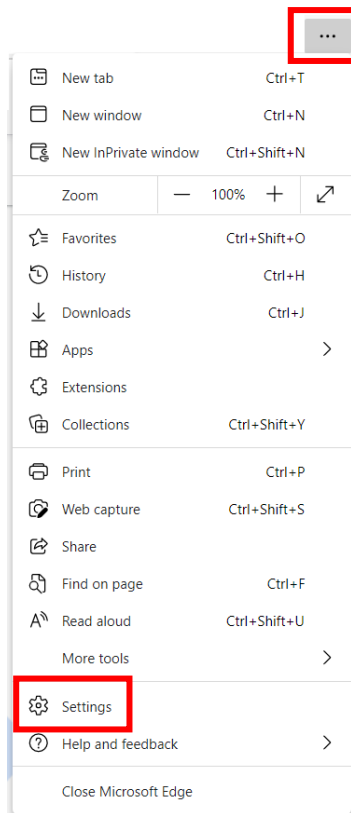 ...
New tab Ctrl+T
New window Ctrl+N
New InPrivate window Ctrl+Shift+N
Zoom — 100% +
Favorites Ctrl+Shift+O
History Ctrl+H
Downloads Ctrl+J
Apps
Extensions
Collections Ctrl+Shift+Y
Print Ctrl+P
Web capture Ctrl+Shift+S
Share
Find on page Ctrl+F
Read aloud Ctrl+Shift+U
More tools
Settings
Help and feedback
Close Microsoft Edge